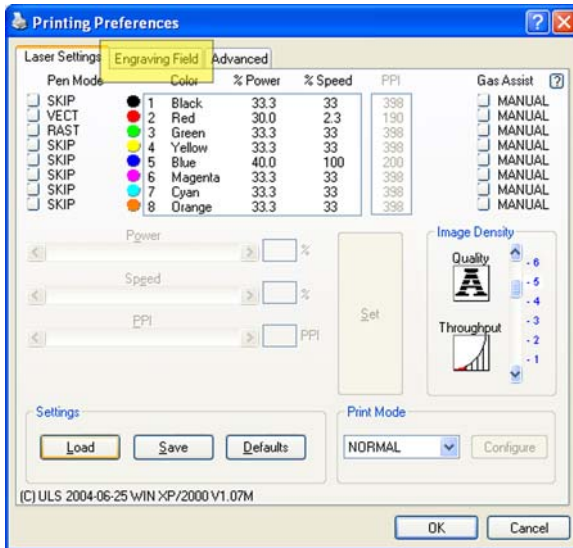 Printing Preferences
Laser Settings Engraving Field Advanced
Pen Mode Color % Power % Speed PPI Gas Assist ?
SKIP 1 Black 33.3 33 398 MANUAL
VECT 2 Red 30.0 2.3 190 MANUAL
RAST 3 Green 33.3 33 398 MANUAL
SKIP 4 Yellow 33.3 33 398 MANUAL
SKIP 5 Blue 40.0 100 200 MANUAL
SKIP 6 Magenta 33.3 33 398 MANUAL
SKIP 7 Cyan 33.3 33 398 MANUAL
SKIP 8 Orange 33.3 33 398 MANUAL
Power
%
Speed
%
PPI
PPI
Set
Image Density
Quality
A
Throughput
- 6
- 5
- 4
- 3
- 2
- 1
Settings
Load Save Defaults
Print Mode
NORMAL Configure
(C) ULS 2004-06-25 WIN XP/2000 V1.07M
OK Cancel